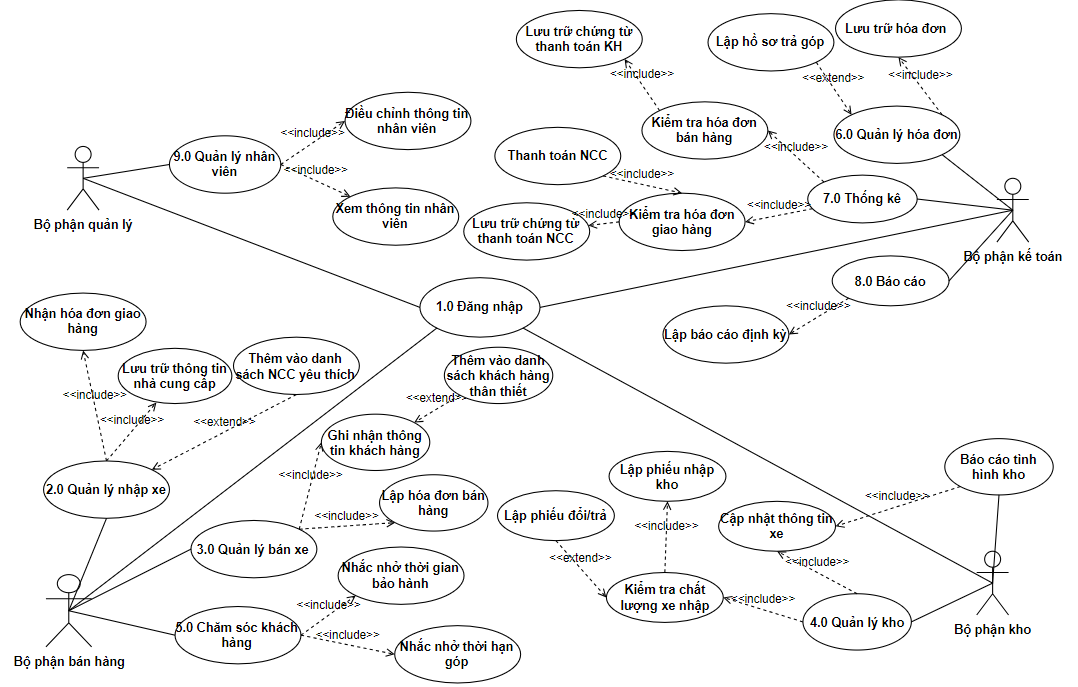 Lưu trữ chứng từ
thanh toán KH
Lập hồ sơ trả góp
Lưu trữ hóa đơn
<<include>>
<<extend>>
<<include>>
Điều chỉnh thông tin
nhân viên
<<include>>
Kiểm tra hóa đơn
bán hàng
6.0 Quản lý hóa đơn
<<include>>
9.0 Quản lý nhân
viên
<<include>>
Thanh toán NCC
<<include>>
7.0 Thống kê
<<include>>
Bộ phận quản lý
Xem thông tin nhân
viên
Lưu trữ chứng từ
thanh toán NCC
<<include>>
Kiểm tra hóa đơn
giao hàng
Bộ phận kế toán
8.0 Báo cáo
<<include>>
Lập báo cáo định kỳ
1.0 Đăng nhập
Nhận hóa đơn giao
hàng
Lưu trữ thông tin
nhà cung cấp
Thêm vào danh
sách NCC yêu thích
Thêm vào danh
sách khách hàng
thân thiết
<<include>>
<<include>>
<<extend>>
<<extend>>
Ghi nhận thông
tin khách hàng
<<include>>
2.0 Quản lý nhập xe
Lập hóa đơn bán
hàng
<<include>>
3.0 Quản lý bán xe
Lập phiếu nhập
kho
Báo cáo tình
hình kho
<<include>>
Lập phiếu đổi/trả
<<include>>
Cập nhật thông tin
xe
<<extend>>
<<include>>
Nhắc nhở thời gian
bảo hành
<<include>>
Kiểm tra chất
lượng xe nhập
<<include>>
4.0 Quản lý kho
Bộ phận kho
5.0 Chăm sóc khách
hàng
<<include>>
Nhắc nhở thời hạn
góp
Bộ phận bán hàng